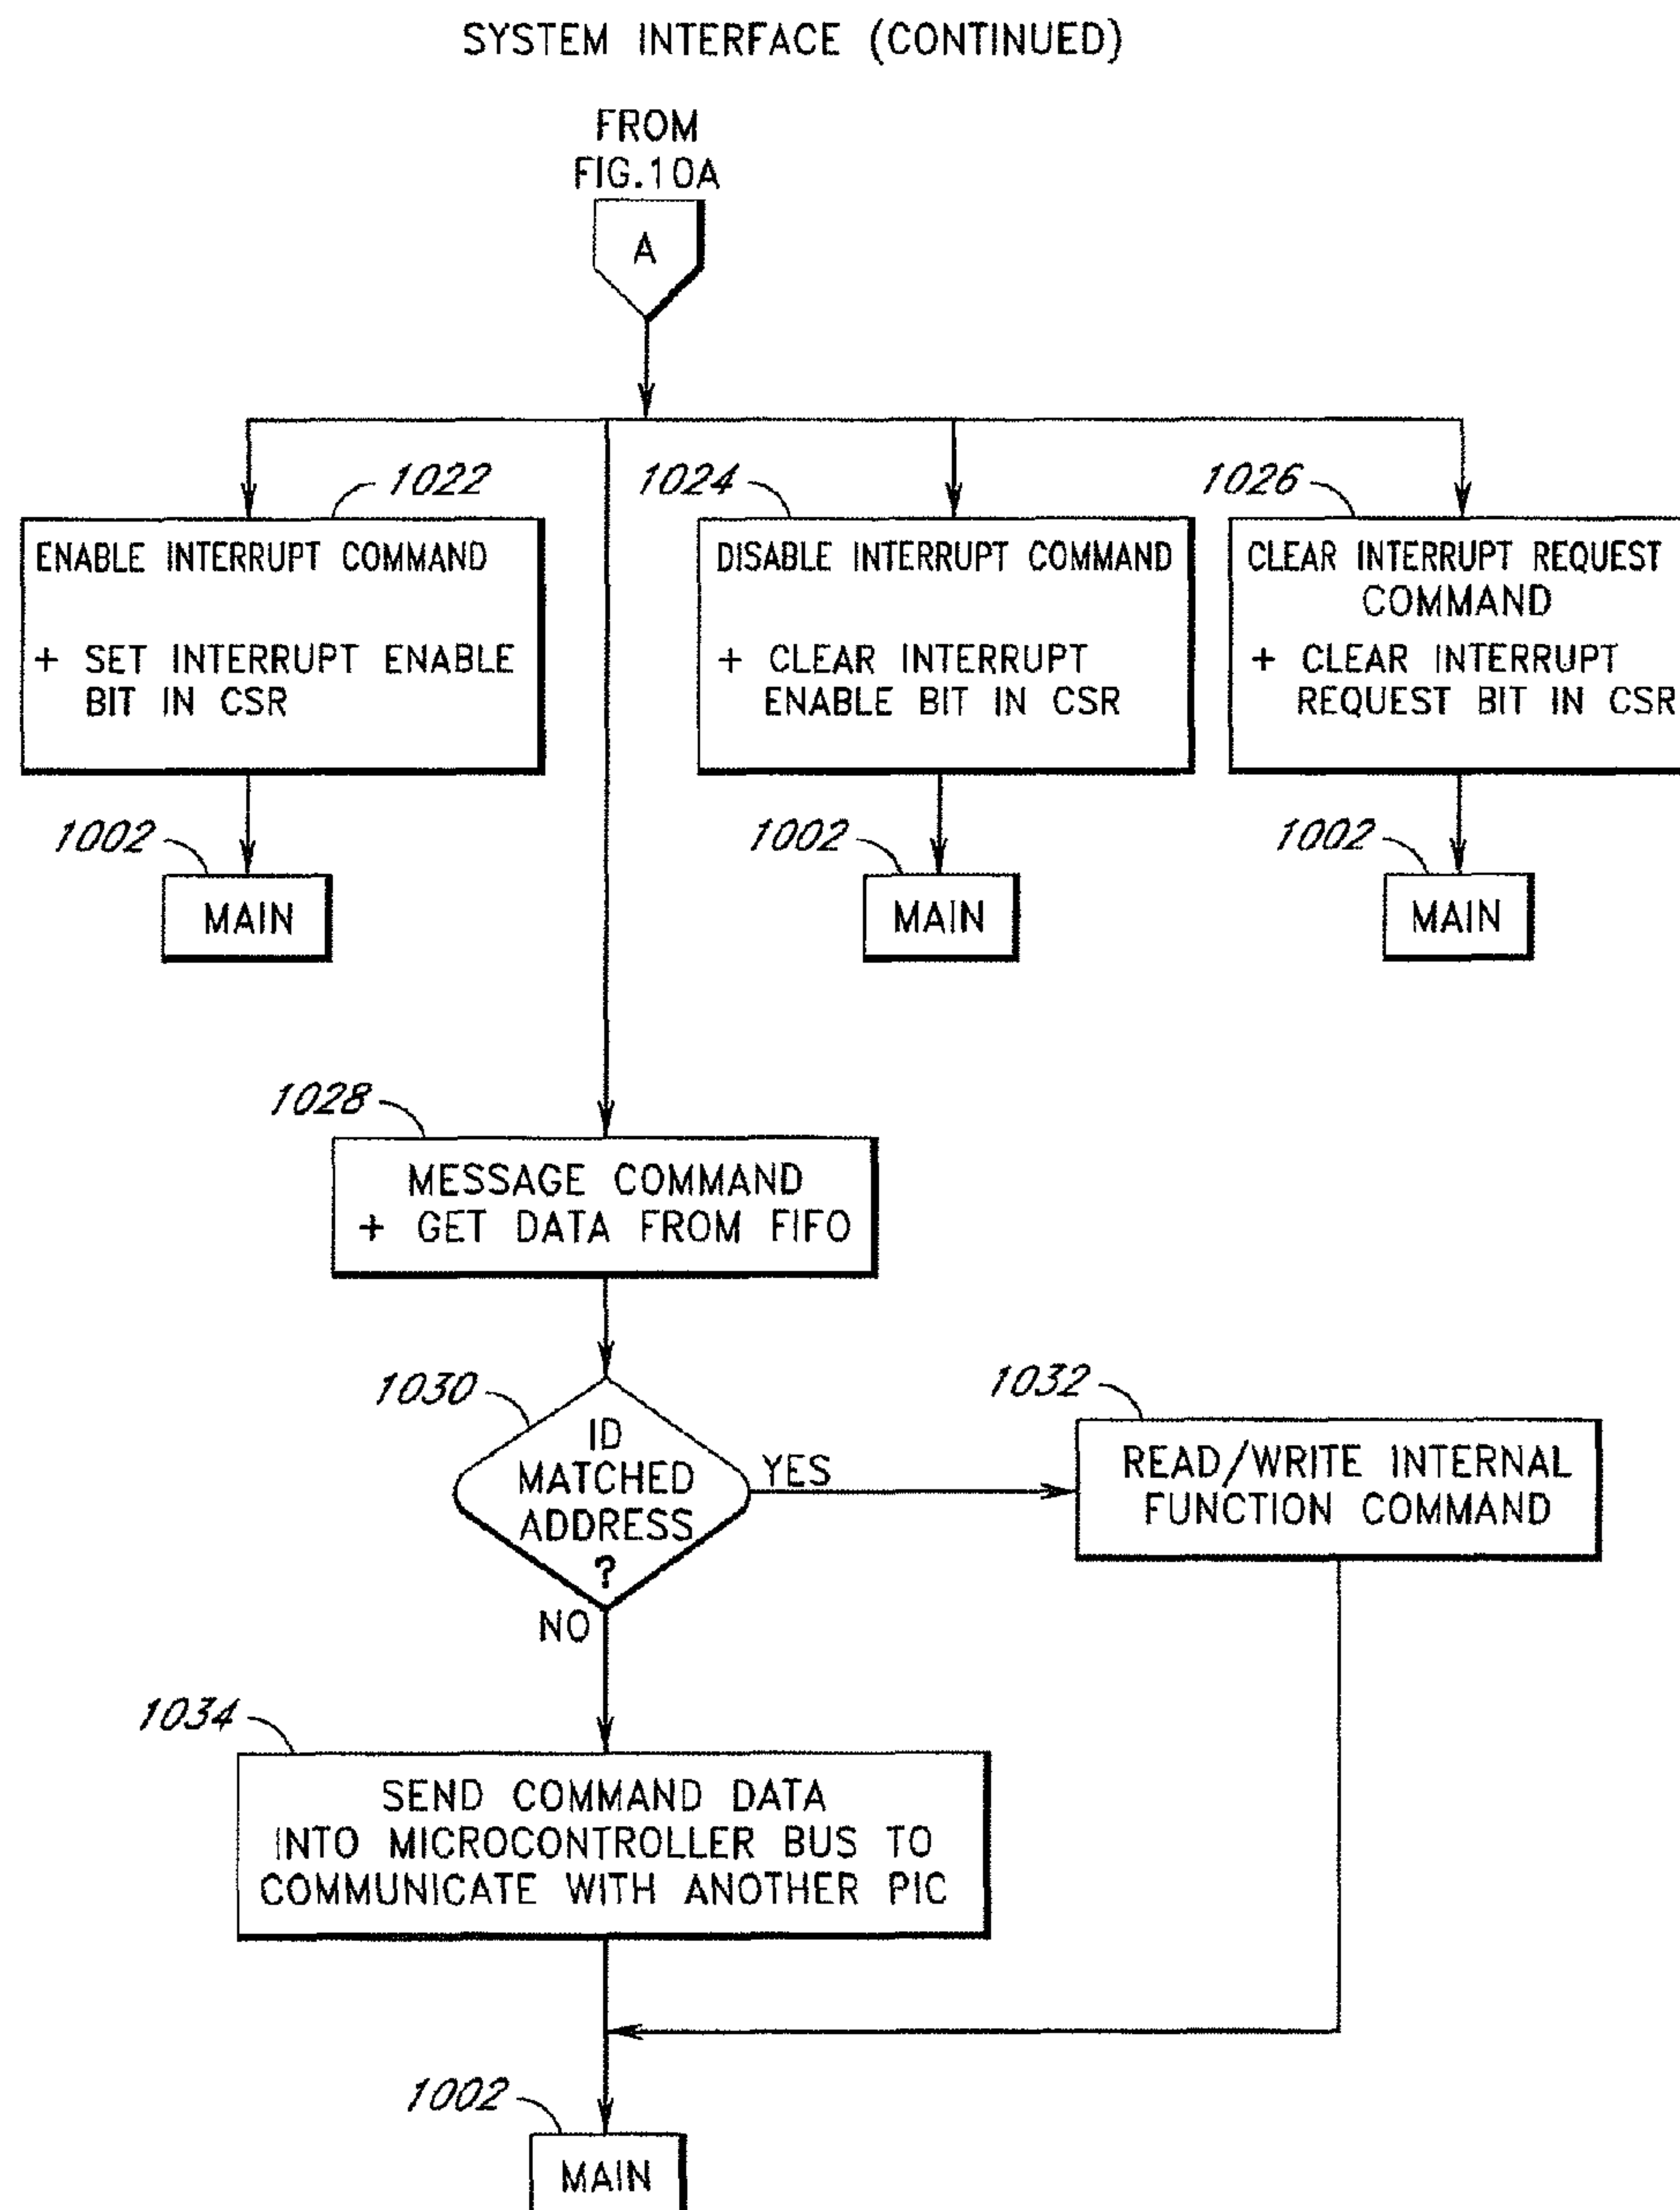 SYSTEM INTERFACE (CONTINUED)
FROM
FIG.10A
A
1022
ENABLE INTERRUPT COMMAND
+ SET INTERRUPT ENABLE
BIT IN CSR
1024
DISABLE INTERRUPT COMMAND
+ CLEAR INTERRUPT
ENABLE BIT IN CSR
1026
CLEAR INTERRUPT REQUEST
COMMAND
+ CLEAR INTERRUPT
REQUEST BIT IN CSR
1002
MAIN
1002
MAIN
1002
MAIN
1028
MESSAGE COMMAND
+ GET DATA FROM FIFO
1030
ID
MATCHED
ADDRESS
?
YES
NO
1032
READ/WRITE INTERNAL
FUNCTION COMMAND
1034
SEND COMMAND DATA
INTO MICROCONTROLLER BUS TO
COMMUNICATE WITH ANOTHER PIC
1002
MAIN